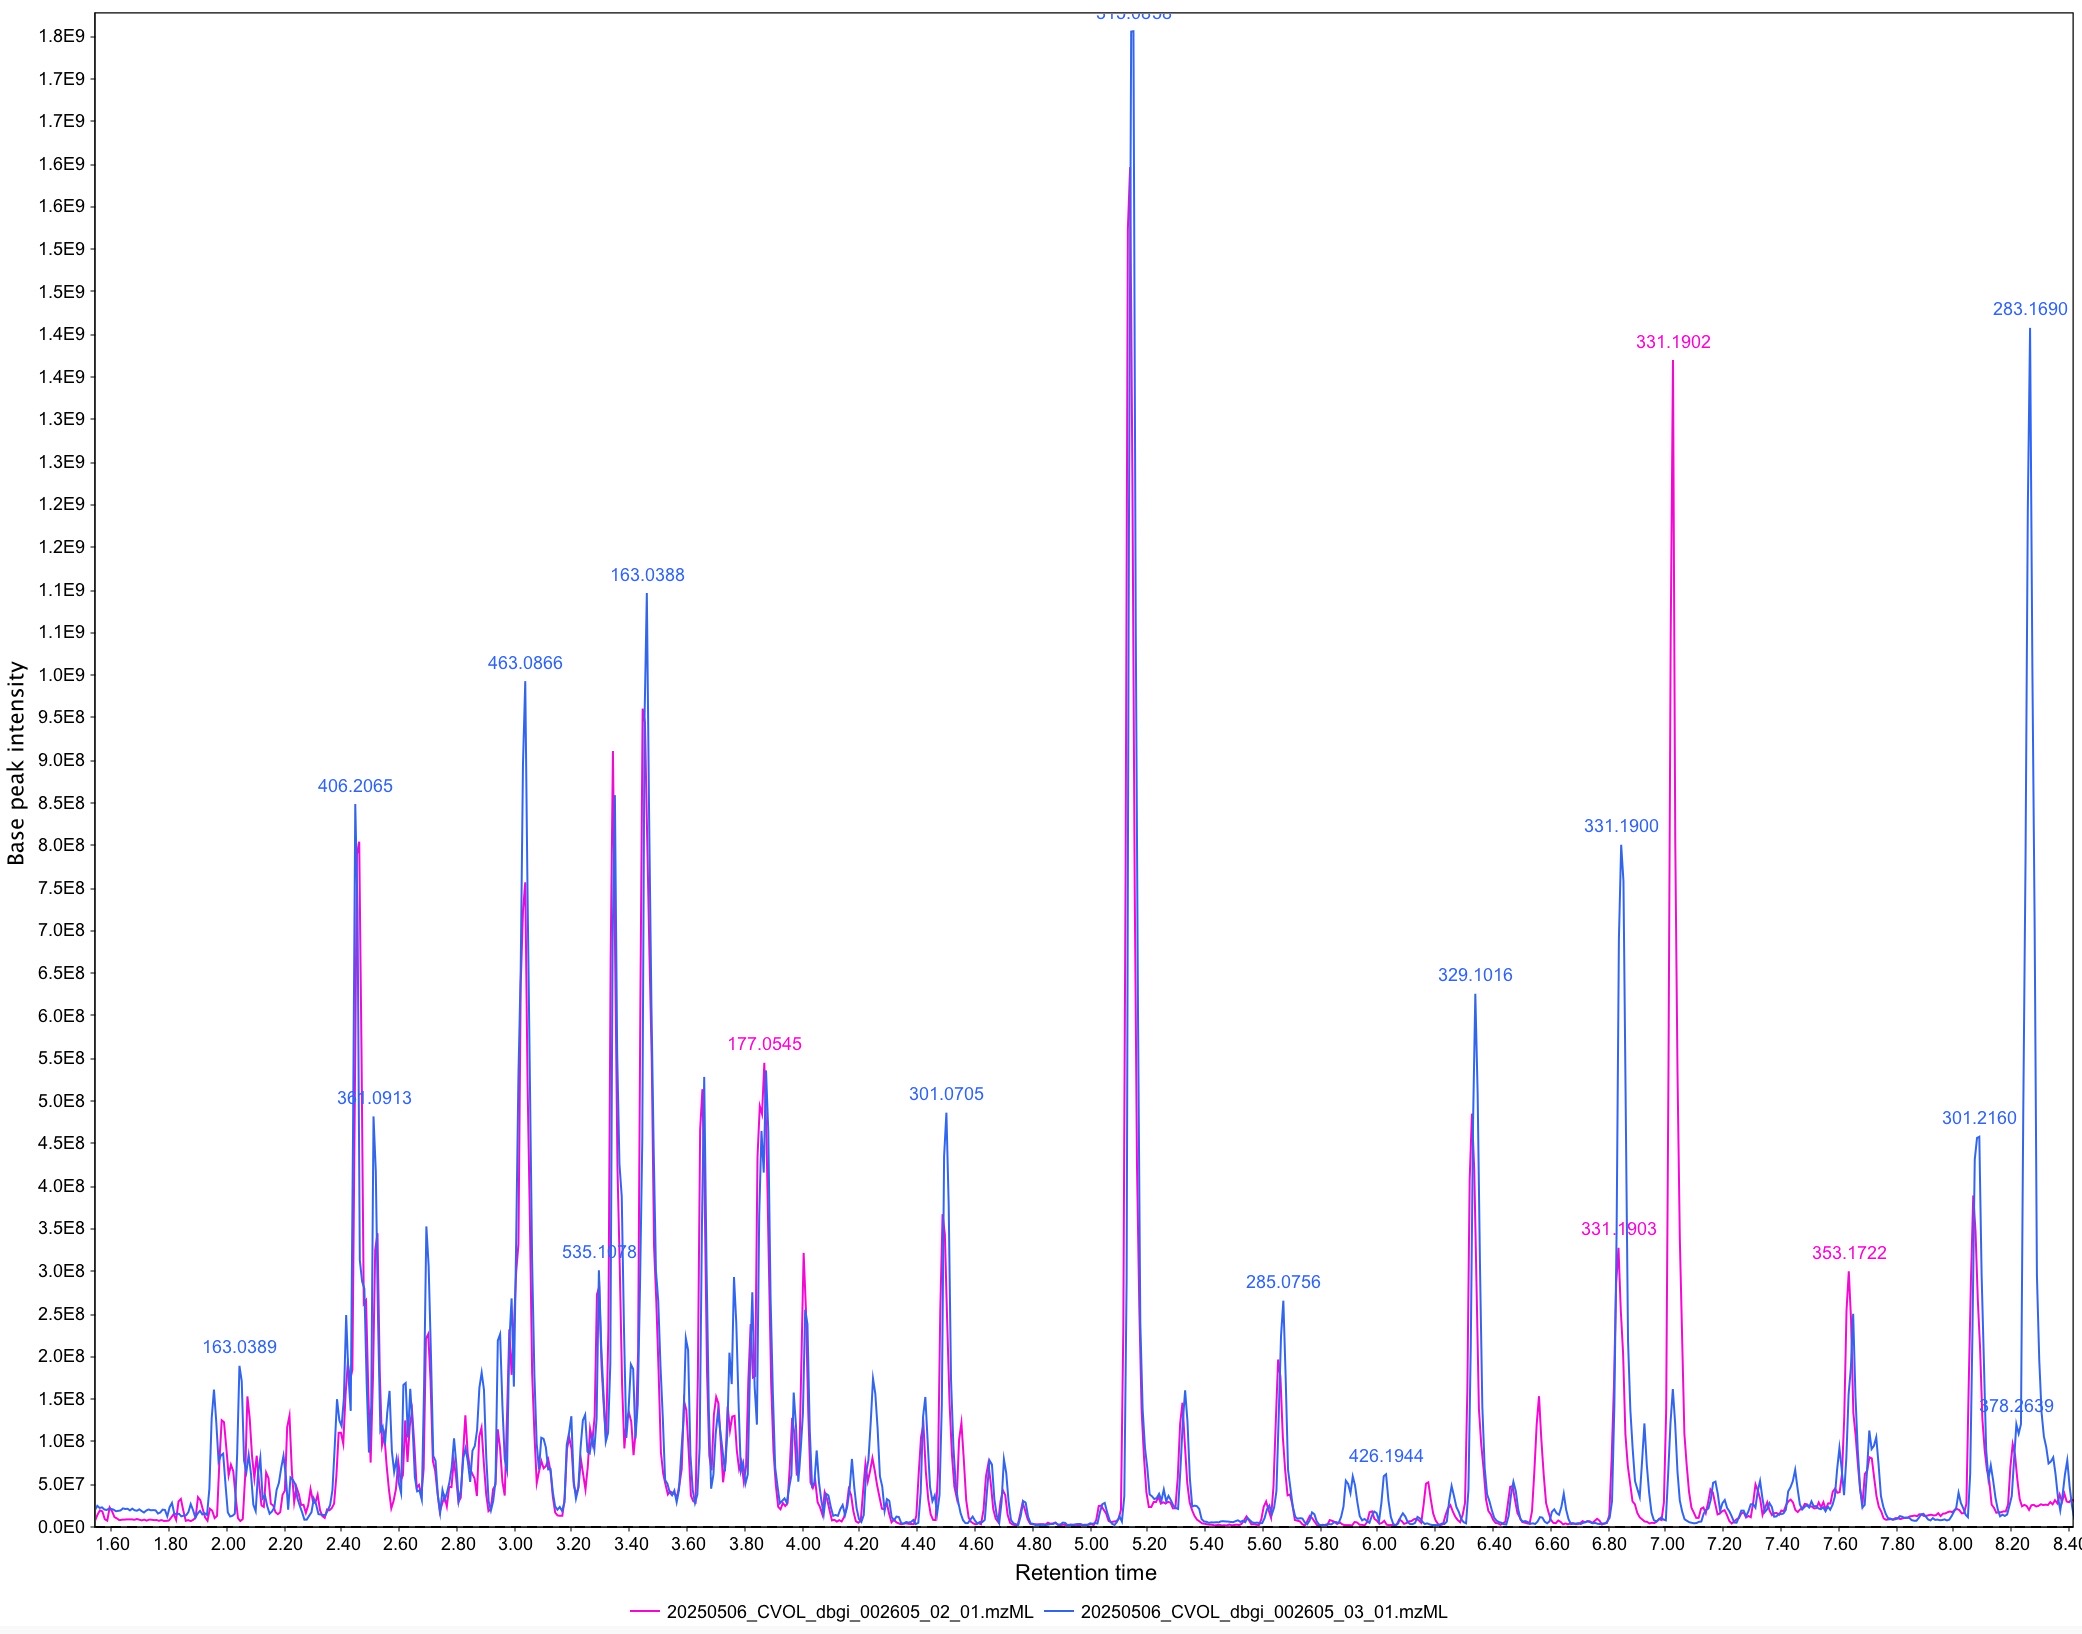 1.8E9
1.7E9
1.7E9
1.6E9
1.6E9
1.5E9
1.5E9
1.4E9
1.4E9
1.3E9
1.3E9
1.2E9
1.2E9
1.1E9
1.1E9
1.0E9
9.5E8
9.0E8
8.5E8
8.0E8
7.5E8
7.0E8
6.5E8
6.0E8
5.5E8
5.0E8
4.5E8
4.0E8
3.5E8
3.0E8
2.5E8
2.0E8
1.5E8
1.0E8
5.0E7
0.0E0
Base peak intensity
283.1690
331.1902
163.0388
463.0866
406.2065
331.1900
329.1016
177.0545
361.0913
301.0705
301.2160
331.1903
535.1078
353.1722
285.0756
163.0389
378.2639
426.1944
1.60 1.80 2.00 2.20 2.40 2.60 2.80 3.00 3.20 3.40 3.60 3.80 4.00 4.20 4.40 4.60 4.80 5.00 5.20 5.40 5.60 5.80 6.00 6.20 6.40 6.60 6.80 7.00 7.20 7.40 7.60 7.80 8.00 8.20 8.40
Retention time
20250506_CVOL_dbgi_002605_02_01.mzML 20250506_CVOL_dbgi_002605_03_01.mzML